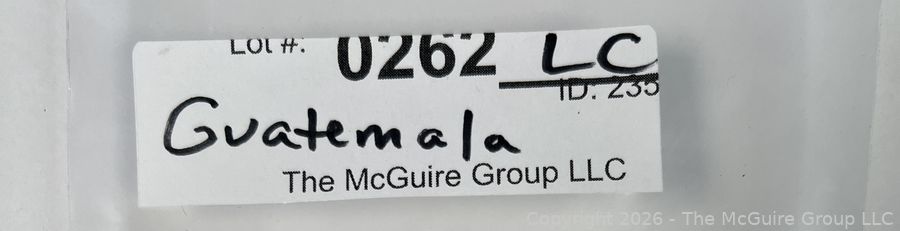 Lot #: 0262 LC
ID: 235
Guatemala
The McGuire Group LLC
Copyright 2026 - The McGuire Group LLC